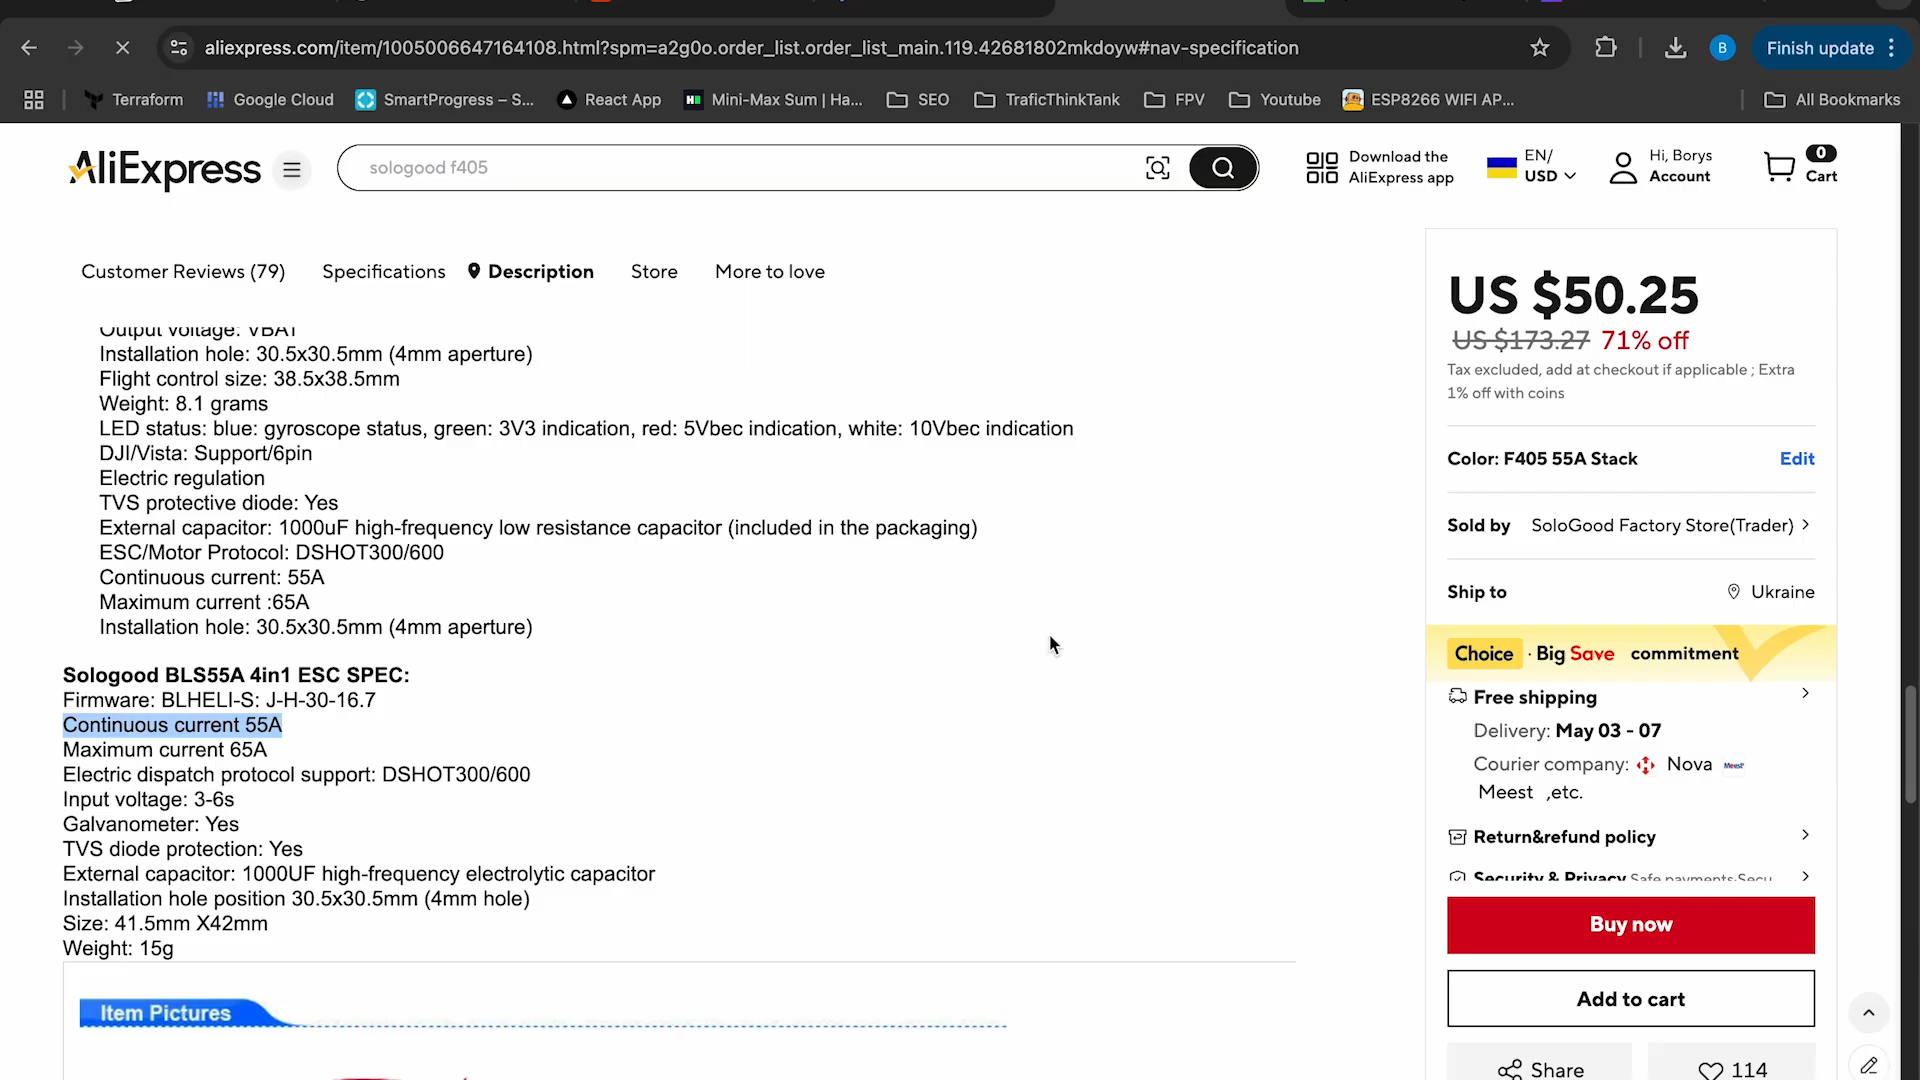 aliexpress.com/item/1005006647164108.html?spm=a2g0o.order_list.order_list_main.119.42681802mkdoyw#nav-specification
B
Finish update
Terraform
Google Cloud
SmartProgress – S...
React App
Mini-Max Sum | Ha...
SEO
TraficThinkTank
FPV
Youtube
ESP8266 WIFI AP...
All Bookmarks
AliExpress
sologood f405
Download the
AliExpress app
EN/
USD
Hi, Borys
Account
0
Cart
Customer Reviews (79)
Specifications
Description
Store
More to love
Output voltage: VBAT
Installation hole: 30.5x30.5mm (4mm aperture)
Flight control size: 38.5x38.5mm
Weight: 8.1 grams
LED status: blue: gyroscope status, green: 3V3 indication, red: 5Vbec indication, white: 10Vbec indication
DJI/Vista: Support/6pin
Electric regulation
TVS protective diode: Yes
External capacitor: 1000uF high-frequency low resistance capacitor (included in the packaging)
ESC/Motor Protocol: DSHOT300/600
Continuous current: 55A
Maximum current :65A
Installation hole: 30.5x30.5mm (4mm aperture)
Sologood BLS55A 4in1 ESC SPEC:
Firmware: BLHELI-S: J-H-30-16.7
Continuous current 55A
Maximum current 65A
Electric dispatch protocol support: DSHOT300/600
Input voltage: 3-6s
Galvanometer: Yes
TVS diode protection: Yes
External capacitor: 1000UF high-frequency electrolytic capacitor
Installation hole position 30.5x30.5mm (4mm hole)
Size: 41.5mm X42mm
Weight: 15g
Item Pictures
US $50.25
US $173.27 71% off
Tax excluded, add at checkout if applicable ; Extra
1% off with coins
Color: F405 55A Stack
Edit
Sold by
SoloGood Factory Store(Trader)
Ship to
Ukraine
Choice · Big Save commitment
Free shipping
Delivery: May 03 - 07
Courier company: Nova Meest
Meest ,etc.
Return&refund policy
Security & Privacy Safe payments·Secu
Buy now
Add to cart
Share
114